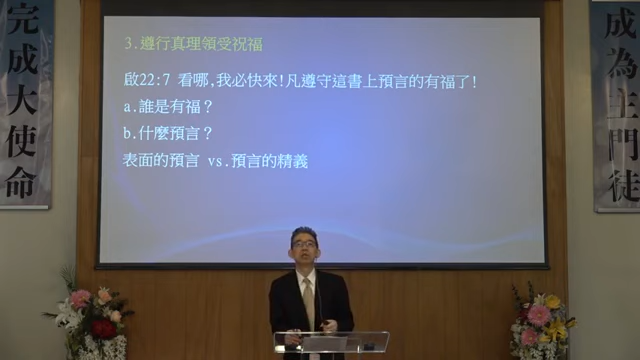 完成大使命
3.遵行真理領受祝福
啟22:7 看哪,我必快來!凡遵守這書上預言的有福了!
a.誰是有福？
b.什麼預言？
表面的預言 vs.預言的精義
成為主門徒